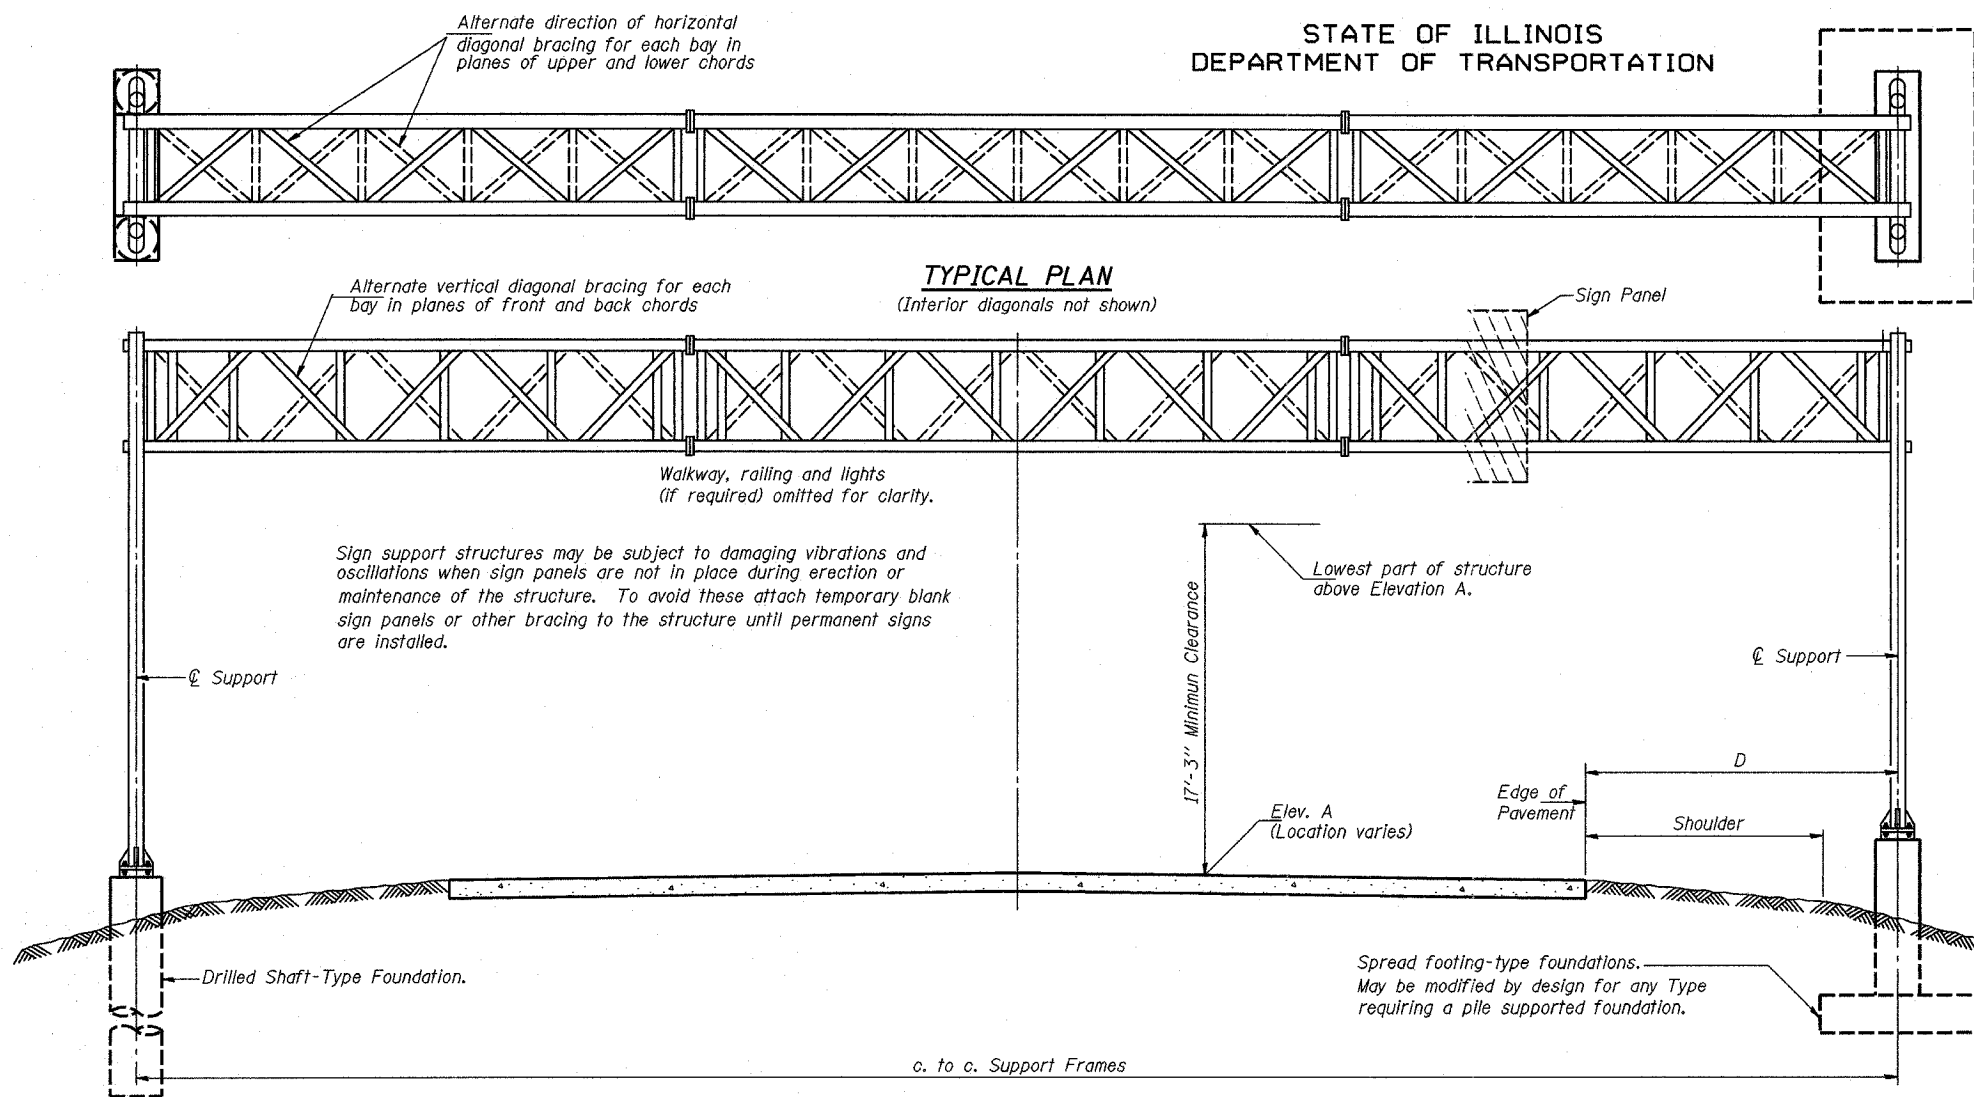 Alternate direction of horizontal
diagonal bracing for each bay in
planes of upper and lower chords
STATE OF ILLINOIS
DEPARTMENT OF TRANSPORTATION
TYPICAL PLAN
(Interior diagonals not shown)
Alternate vertical diagonal bracing for each
bay in planes of front and back chords
Sign Panel
Walkway, railing and lights
(if required) omitted for clarity.
Sign support structures may be subject to damaging vibrations and
oscillations when sign panels are not in place during erection or
maintenance of the structure. To avoid these attach temporary blank
sign panels or other bracing to the structure until permanent signs
are installed.
Lowest part of structure
above Elevation A.
17'-3" Minimun Clearance
℄ Support
℄ Support
D
Edge of
Pavement
Shoulder
Elev. A
(Location varies)
Drilled Shaft-Type Foundation.
Spread footing-type foundations.
May be modified by design for any Type
requiring a pile supported foundation.
c. to c. Support Frames